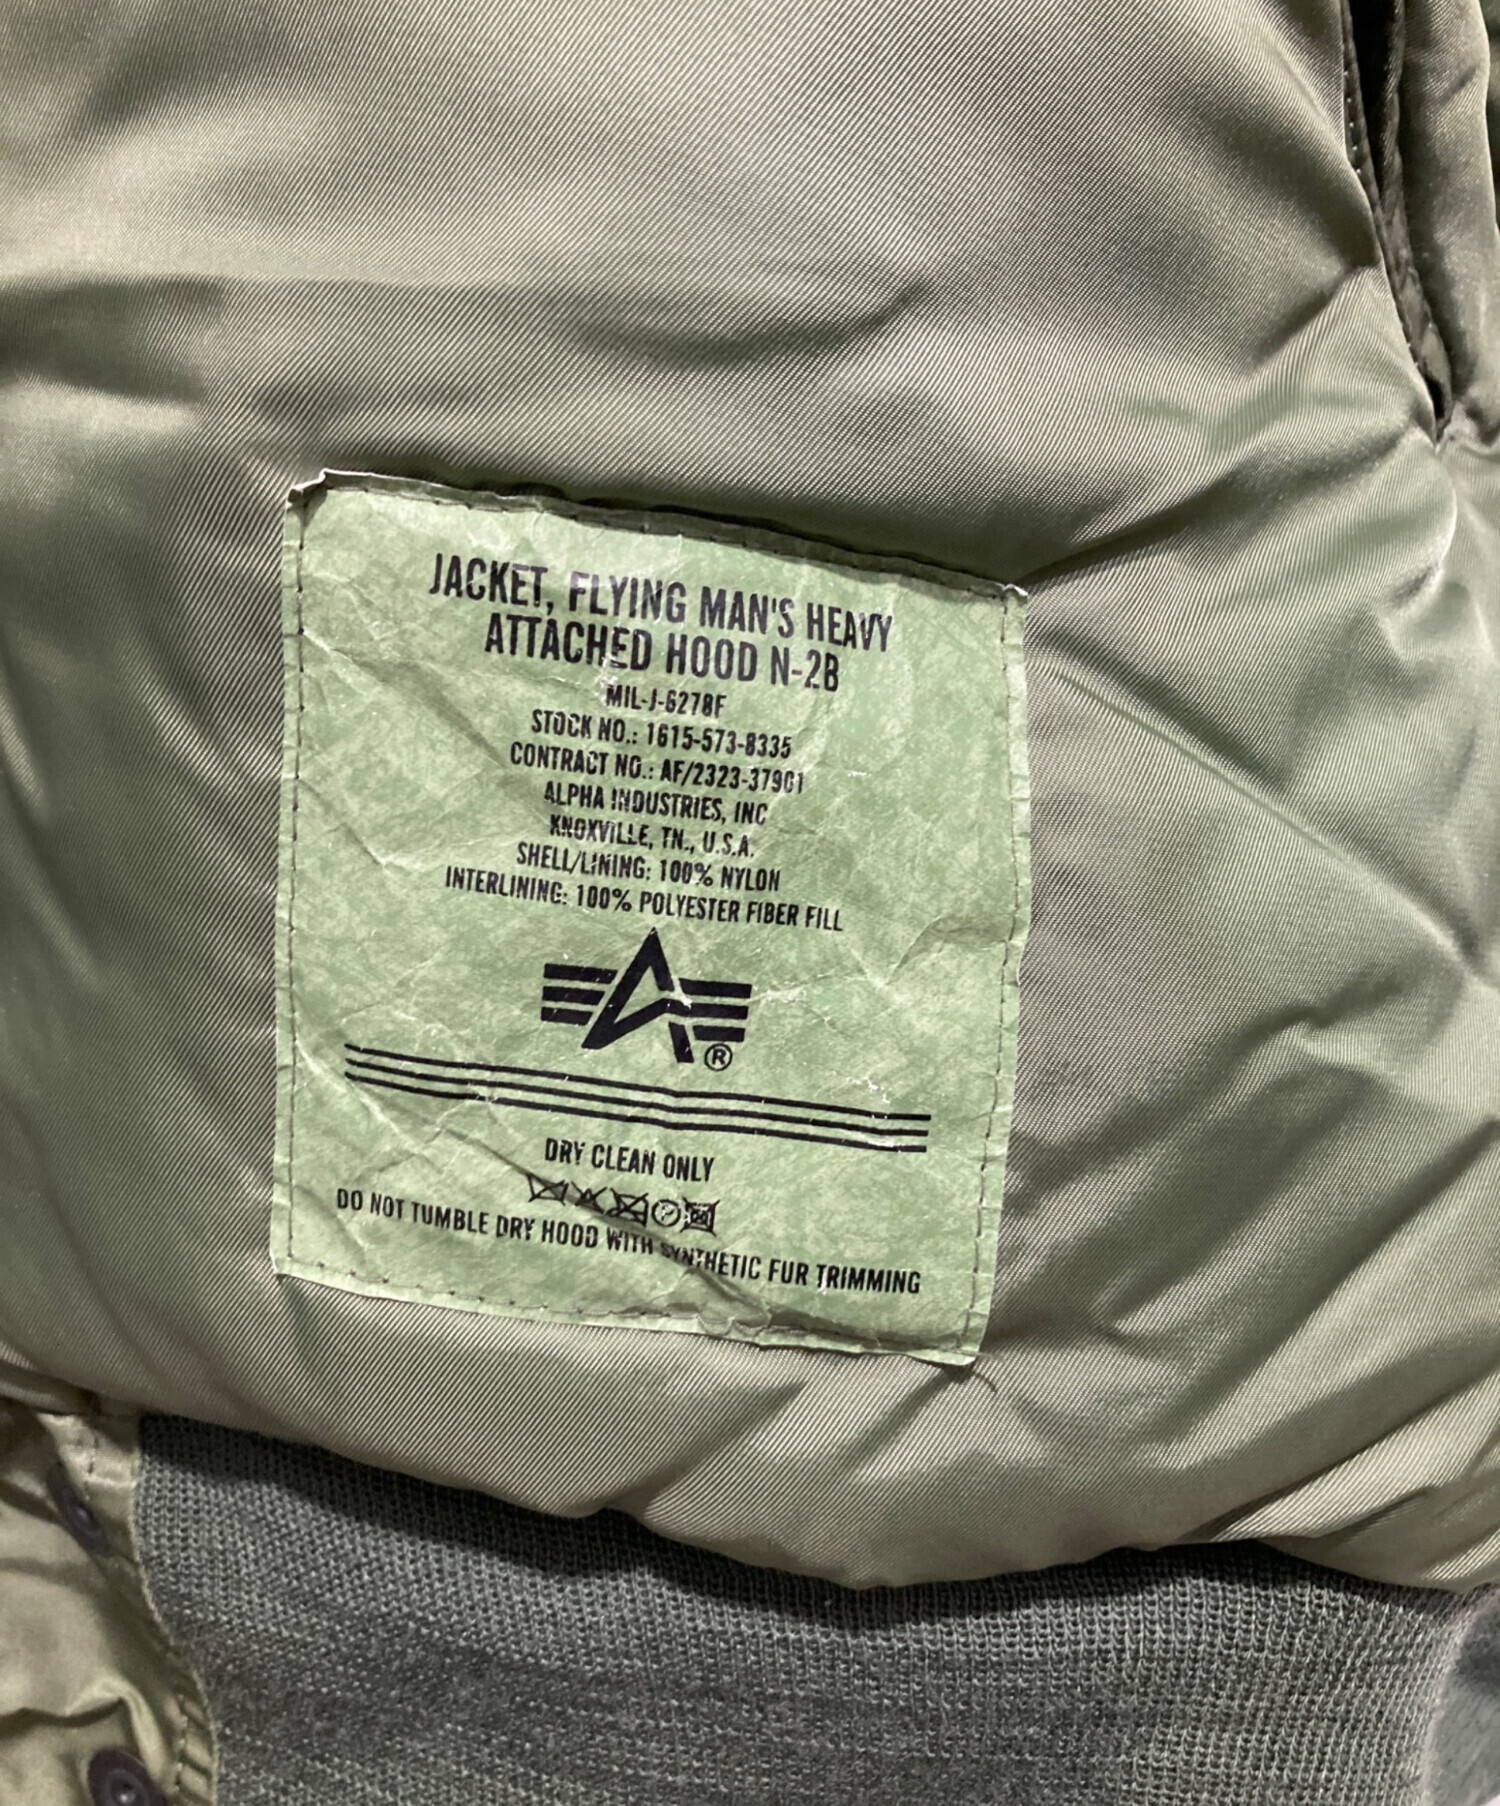 JACKET, FLYING MAN'S HEAVY
ATTACHED HOOD N-2B
MIL-J-6278F
STOCK NO.: 1615-573-8335
CONTRACT NO.: AF/2323-37901
ALPHA INDUSTRIES, INC
KNOXVILLE, TN., U.S.A.
SHELL/LINING: 100% NYLON
INTERLINING: 100% POLYESTER FIBER FILL
®
DRY CLEAN ONLY
DO NOT TUMBLE DRY HOOD WITH SYNTHETIC FUR TRIMMING